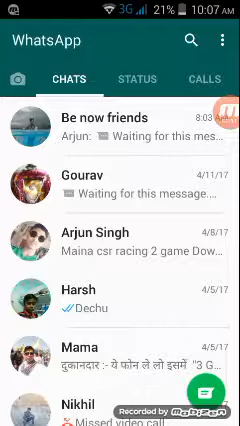 3G 21% 10:07 AM
WhatsApp
CHATS STATUS CALLS
Be now friends 8:03 AM
Arjun: Waiting for this mes...
Gourav 4/11/17
Waiting for this message....
Arjun Singh 4/8/17
Maina csr racing 2 game Dow...
Harsh 4/5/17
Dechu
Mama 4/5/17
दुकानदार :- ये फोन ले लो इसमें "3 G
Nikhil
Missed video call
Recorded by Mobizen